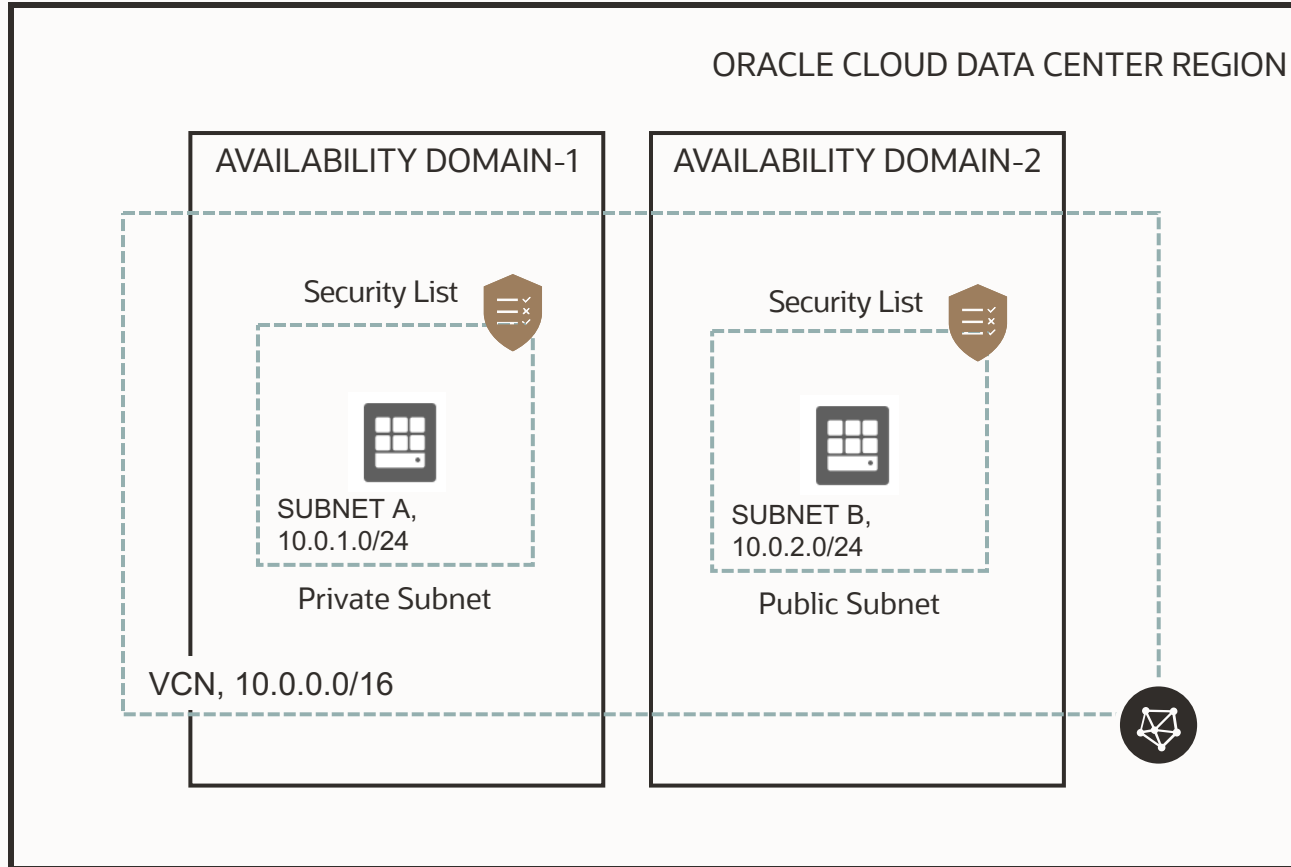 ORACLE CLOUD DATA CENTER REGION
AVAILABILITY DOMAIN-1
AVAILABILITY DOMAIN-2
Security List
Security List
SUBNET A,
10.0.1.0/24
SUBNET B,
10.0.2.0/24
Private Subnet
Public Subnet
VCN, 10.0.0.0/16